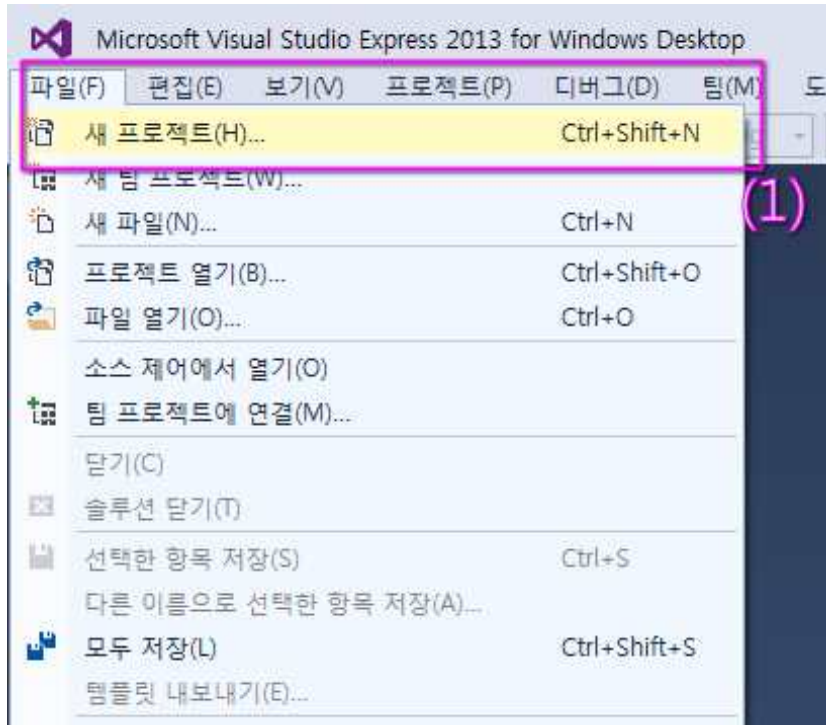 Microsoft Visual Studio Express 2013 for Windows Desktop
파일(F) 편집(E) 보기(V) 프로젝트(P) 디버그(D) 팀(M) 도
새 프로젝트(H)... Ctrl+Shift+N
새 팀 프로젝트(W)...
(1)
새 파일(N)... Ctrl+N
프로젝트 열기(B)... Ctrl+Shift+O
파일 열기(O)... Ctrl+O
소스 제어에서 열기(O)
팀 프로젝트에 연결(M)...
닫기(C)
솔루션 닫기(T)
선택한 항목 저장(S) Ctrl+S
다른 이름으로 선택한 항목 저장(A)...
모두 저장(L) Ctrl+Shift+S
템플릿 내보내기(E)...